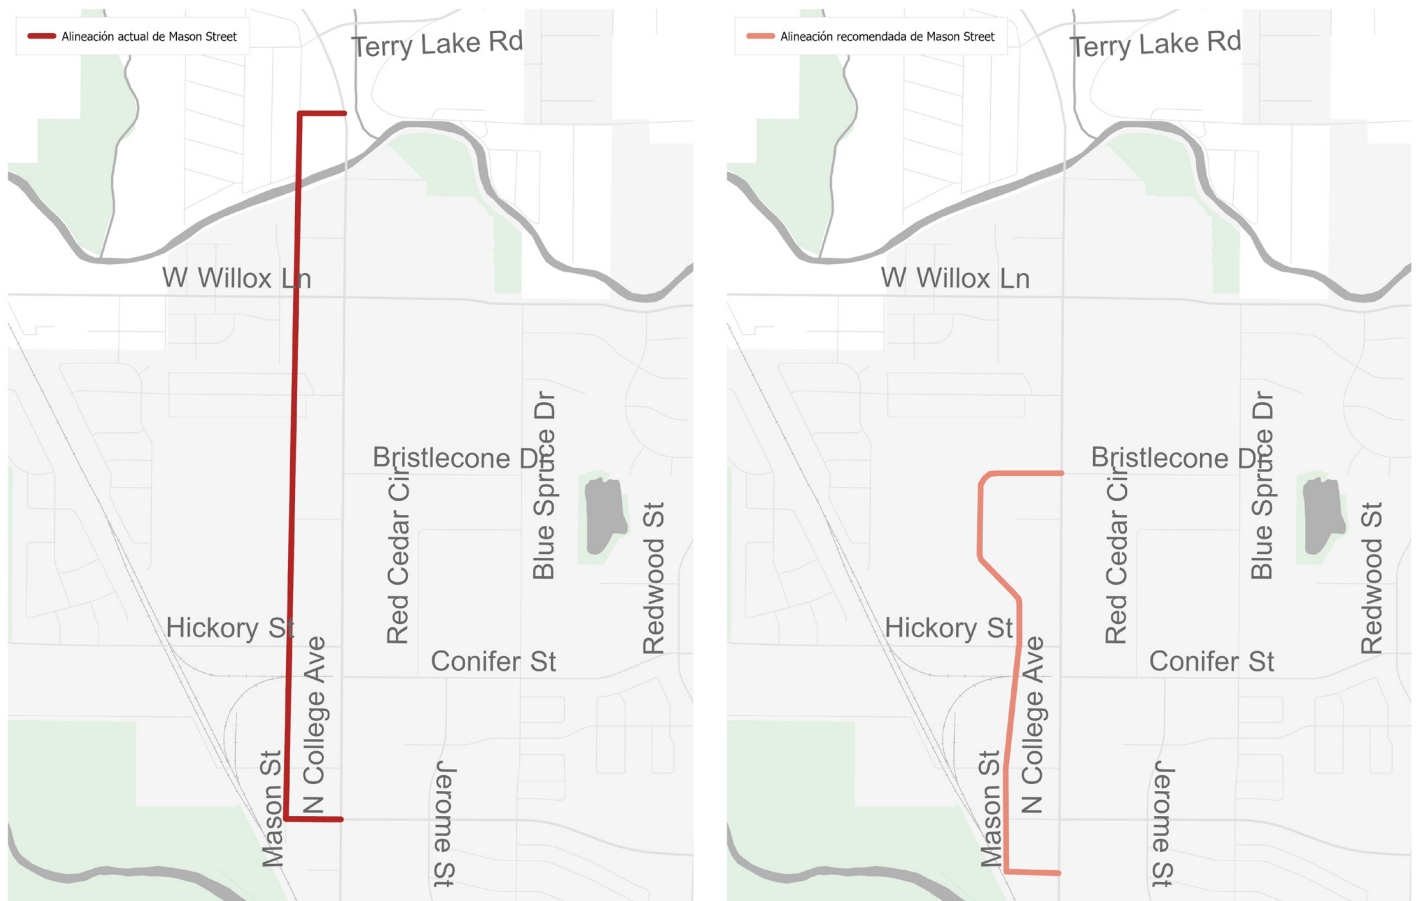 Alineación actual de Mason Street
Terry Lake Rd
W Willox Ln
Bristlecone Dr
Blue Spruce Dr
Red Cedar Cir
Redwood St
Hickory St
Conifer St
N College Ave
Mason St
Jerome St
Alineación recomendada de Mason Street
Terry Lake Rd
W Willox Ln
Bristlecone Dr
Blue Spruce Dr
Red Cedar Cir
Redwood St
Hickory St
Conifer St
N College Ave
Mason St
Jerome St